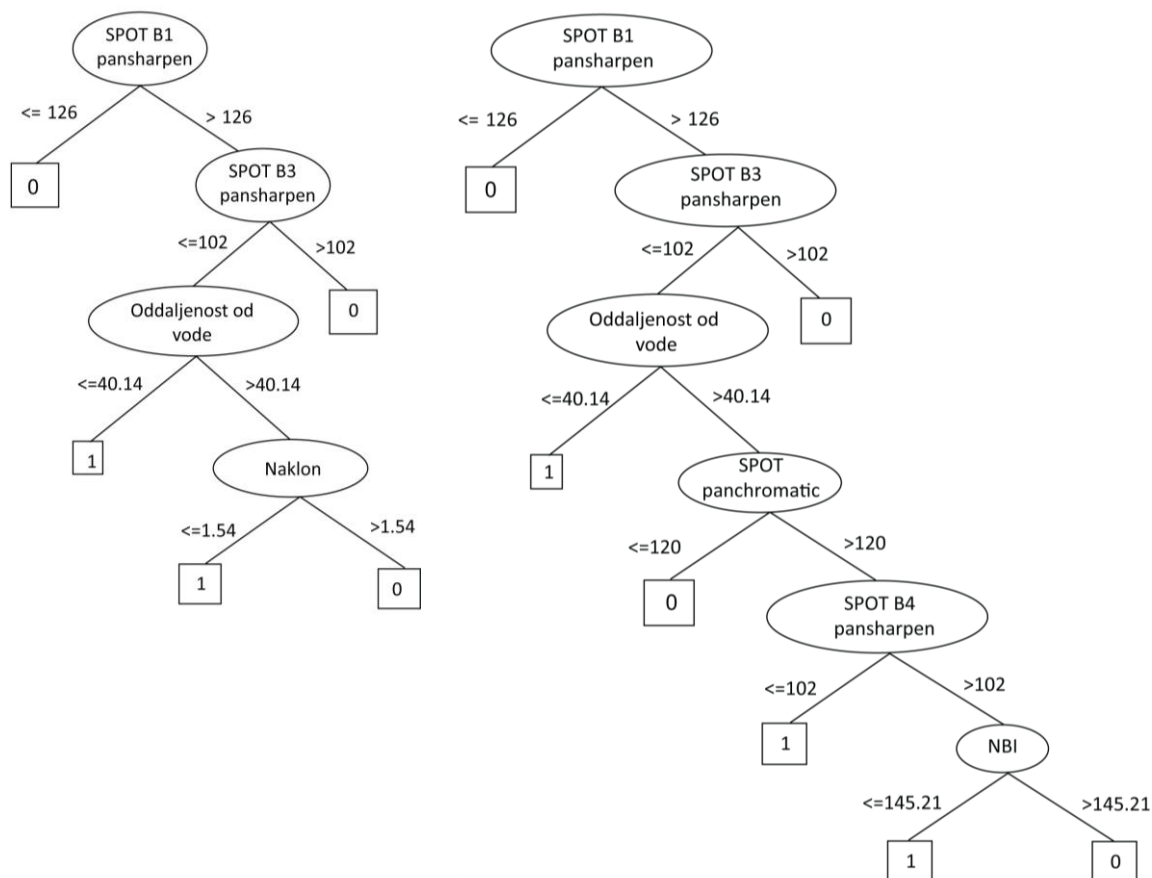 SPOT B1
pansharpen
<= 126
> 126
0
SPOT B3
pansharpen
<=102
>102
Oddaljenost od
vode
0
<=40.14
>40.14
1
Naklon
<=1.54
>1.54
1
0
SPOT B1
pansharpen
<= 126
> 126
0
SPOT B3
pansharpen
<=102
>102
Oddaljenost od
vode
0
<=40.14
>40.14
1
SPOT
panchromatic
<=120
>120
0
SPOT B4
pansharpen
<=102
>102
1
NBI
<=145.21
>145.21
1
0